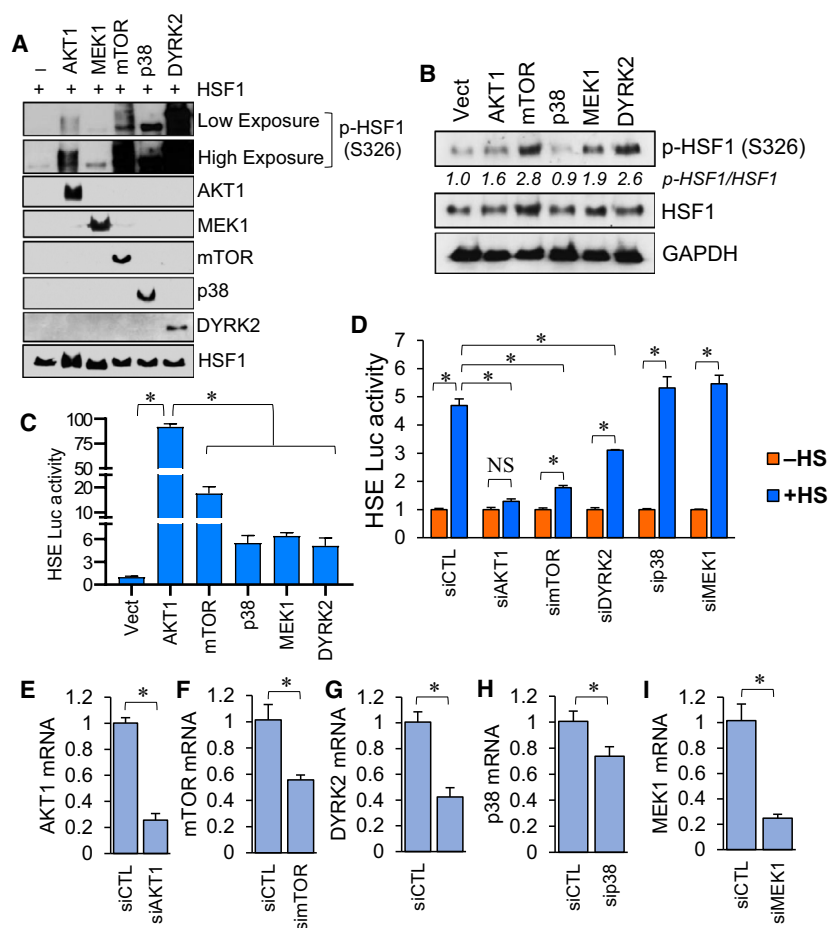 A
– AKT1 MEK1 mTOR p38 DYRK2
+ + + + + + HSF1
Low Exposure
High Exposure
p-HSF1
(S326)
AKT1
MEK1
mTOR
p38
DYRK2
HSF1
B
Vect AKT1 mTOR p38 MEK1 DYRK2
p-HSF1 (S326)
1.0 1.6 2.8 0.9 1.9 2.6 p-HSF1/HSF1
HSF1
GAPDH
C
HSE Luc activity
100
75
50
20
10
6
3
0
* *
Vect AKT1 mTOR p38 MEK1 DYRK2
D
HSE Luc activity
7
6
5
4
3
2
1
0
*
*
* * * *
NS * *
–HS
+HS
siCTL siAKT1 simTOR siDYRK2 sip38 siMEK1
E
AKT1 mRNA
1.2
1
0.8
0.6
0.4
0.2
0
*
siCTL siAKT1
F
mTOR mRNA
1.2
1
0.8
0.6
0.4
0.2
0
*
siCTL simTOR
G
DYRK2 mRNA
1.2
1
0.8
0.6
0.4
0.2
0
*
siCTL
H
p38 mRNA
1.2
1
0.8
0.6
0.4
0.2
0
*
siCTL sip38
I
MEK1 mRNA
1.2
1
0.8
0.6
0.4
0.2
0
*
siCTL siMEK1